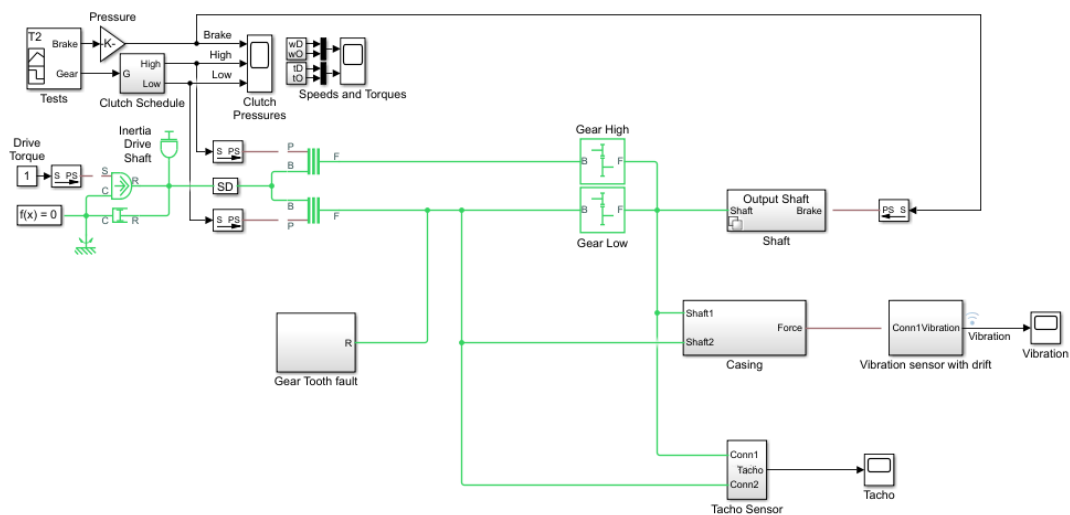 Pressure
T2
Brake
Gear
Tests
-K-
G
High
Low
Clutch Schedule
Brake
High
Low
Clutch
Pressures
wD
wO
tD
tO
Speeds and Torques
Drive
Torque
1
S PS
S
C
R
Inertia
Drive
Shaft
f(x) = 0
C
R
S PS
SD
S PS
P
B
F
B
P
F
Gear High
B
F
B
F
Gear Low
Output Shaft
Shaft
Brake
Shaft
PS S
Gear Tooth fault
R
Shaft1
Shaft2
Force
Casing
Conn1
Vibration
Vibration sensor with drift
Vibration
Vibration
Conn1
Tacho
Conn2
Tacho Sensor
Tacho